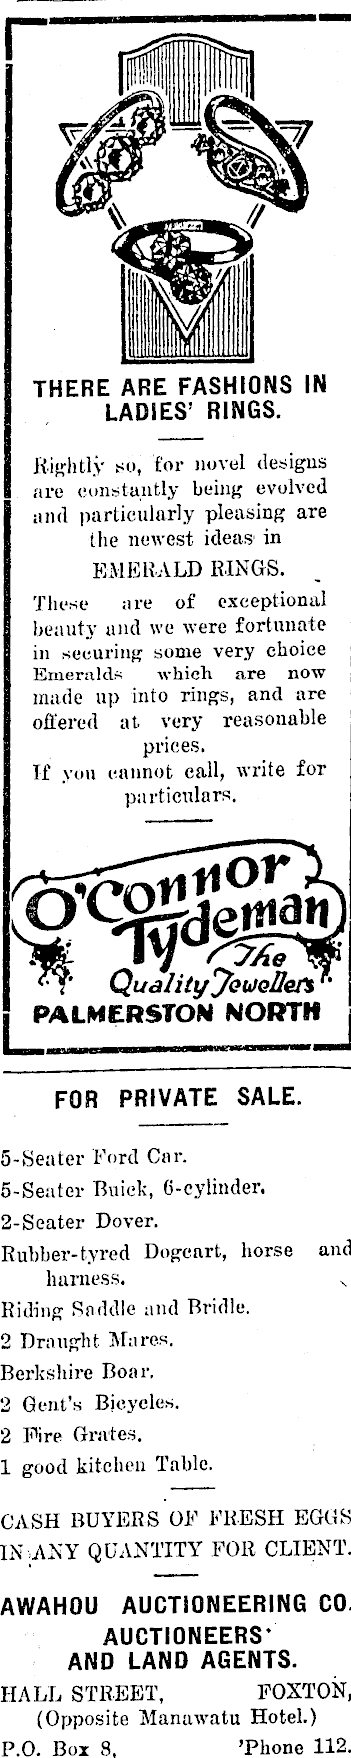 THERE ARE FASHIONS IN
LADIES' RINGS.
Rightly so, for novel designs
are constantly being evolved
and particularly pleasing are
the newest ideas in
EMERALD RINGS.
These are of exceptional
beauty and we were fortunate
in securing some very choice
Emeralds which are now
made up into rings, and are
offered at very reasonable
prices.
If you cannot call, write for
particulars.
O'Connor
Tydeman
The
Quality Jewellers
PALMERSTON NORTH
FOR PRIVATE SALE.
5-Seater Ford Car.
5-Seater Buick, 6-cylinder.
2-Seater Dover.
Rubber-tyred Dogcart, horse and
harness.
Riding Saddle and Bridle.
2 Draught Mares.
Berkshire Boar.
2 Gent's Bicycles.
2 Fire Grates.
1 good kitchen Table.
CASH BUYERS OF FRESH EGGS
IN ANY QUANTITY FOR CLIENT.
AWAHOU AUCTIONEERING CO.
AUCTIONEERS'
AND LAND AGENTS.
HALL STREET, FOXTON,
(Opposite Manawatu Hotel.)
P.O. Box 8, 'Phone 112.